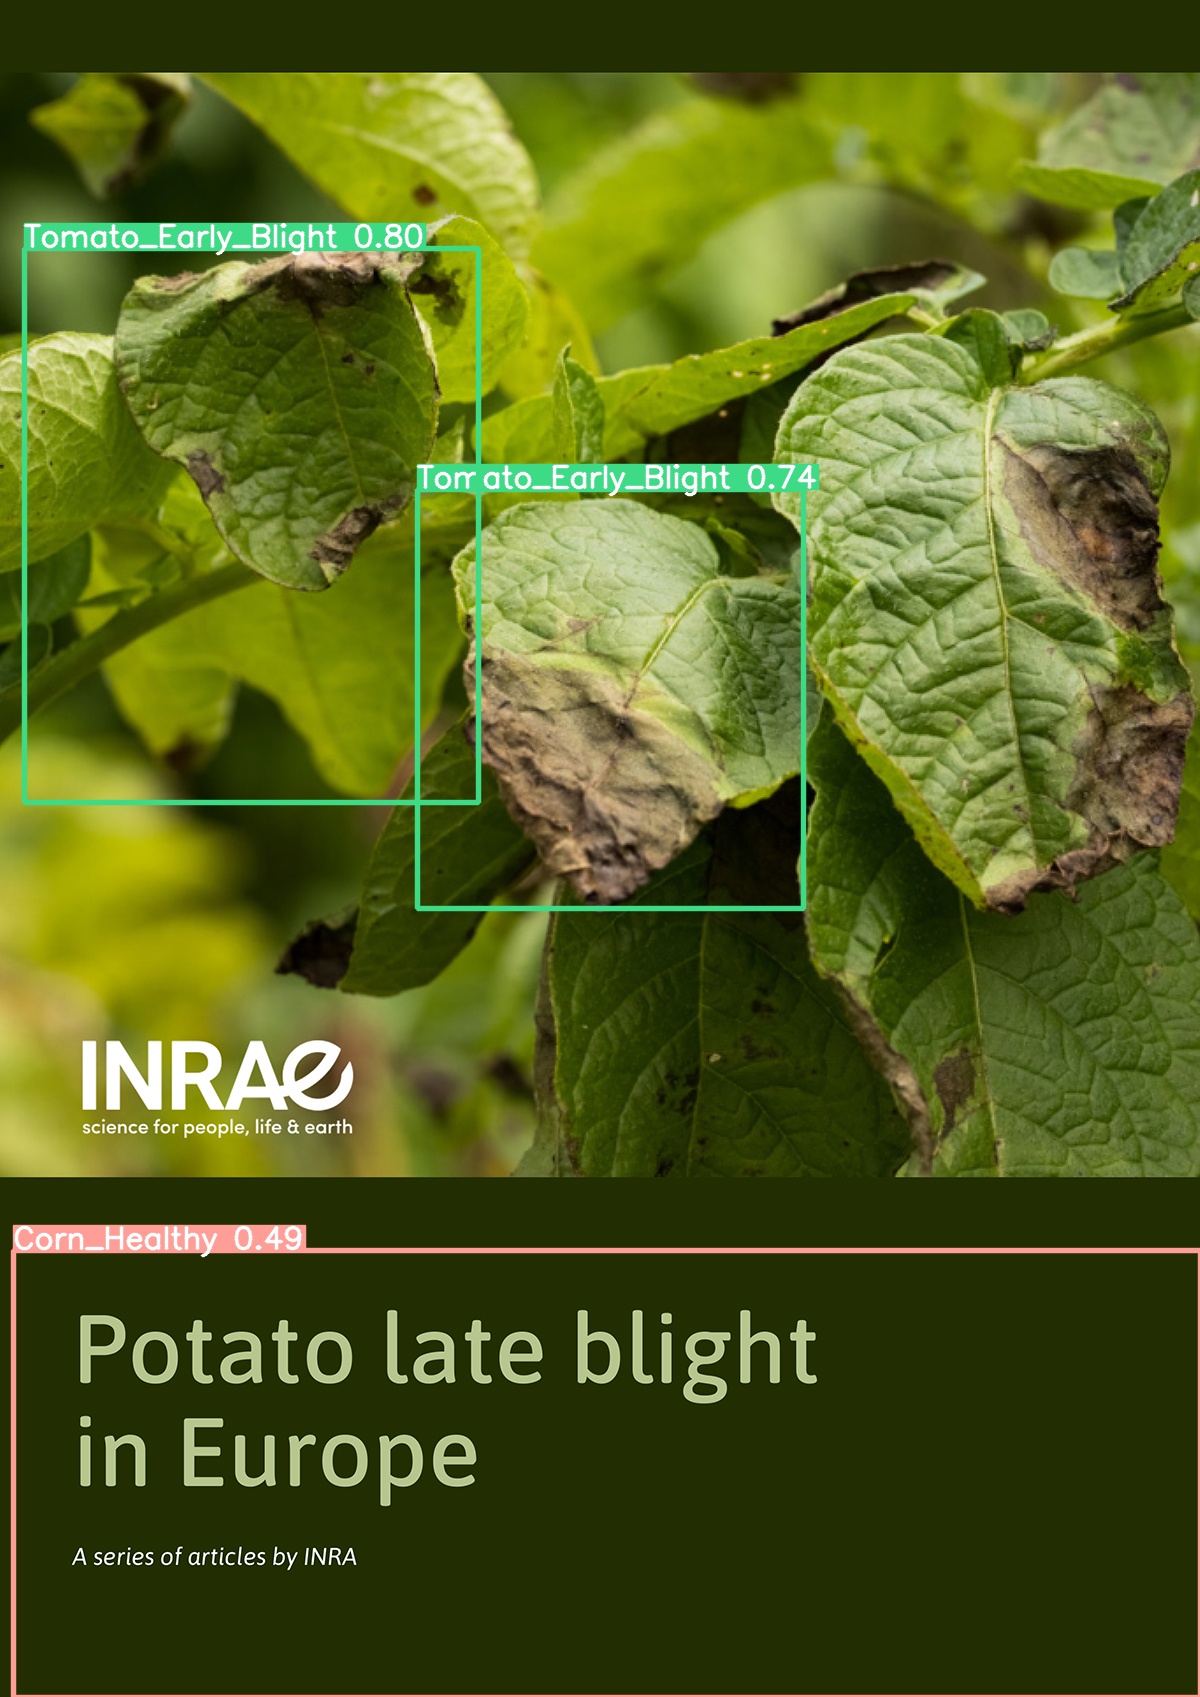 Tomato_Early_Blight 0.80
Tomato_Early_Blight 0.74
INRAE
science for people, life & earth
Corn_Healthy 0.49
Potato late blight
in Europe
A series of articles by INRA